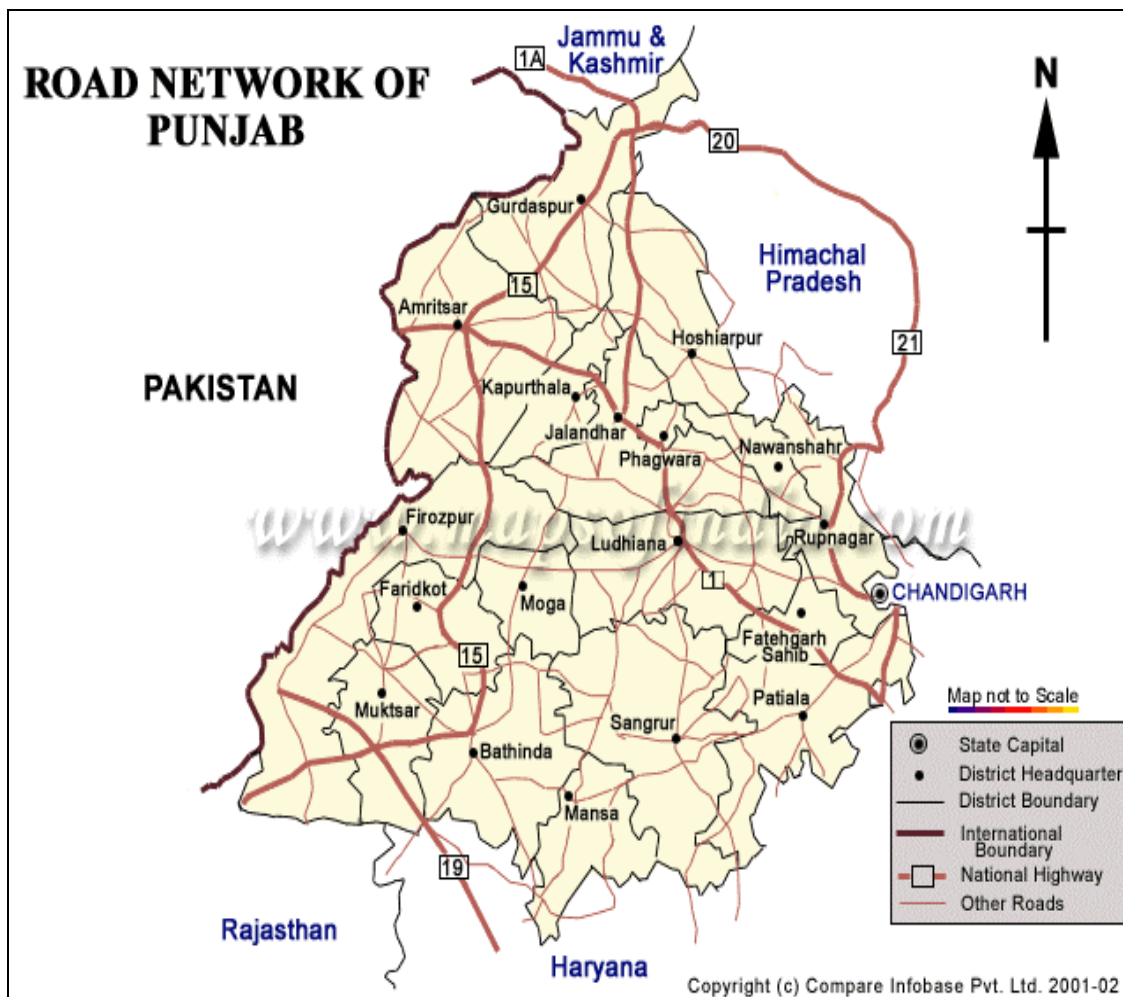 ROAD NETWORK OF
PUNJAB
Jammu &
Kashmir
1A
N
20
Gurdaspur
Himachal
Pradesh
15
Amritsar
Hoshiarpur
21
PAKISTAN
Kapurthala
Jalandhar
Phagwara
Nawanshahr
www.mapsofindia.com
Firozpur
Ludhiana
Rupnagar
1
Faridkot
Moga
CHANDIGARH
Fatehgarh
Sahib
15
Muktsar
Patiala
Sangrur
Bathinda
Mansa
19
Rajasthan
Haryana
Map not to Scale
State Capital
District Headquarter
District Boundary
International
Boundary
National Highway
Other Roads
Copyright (c) Compare Infobase Pvt. Ltd. 2001-02